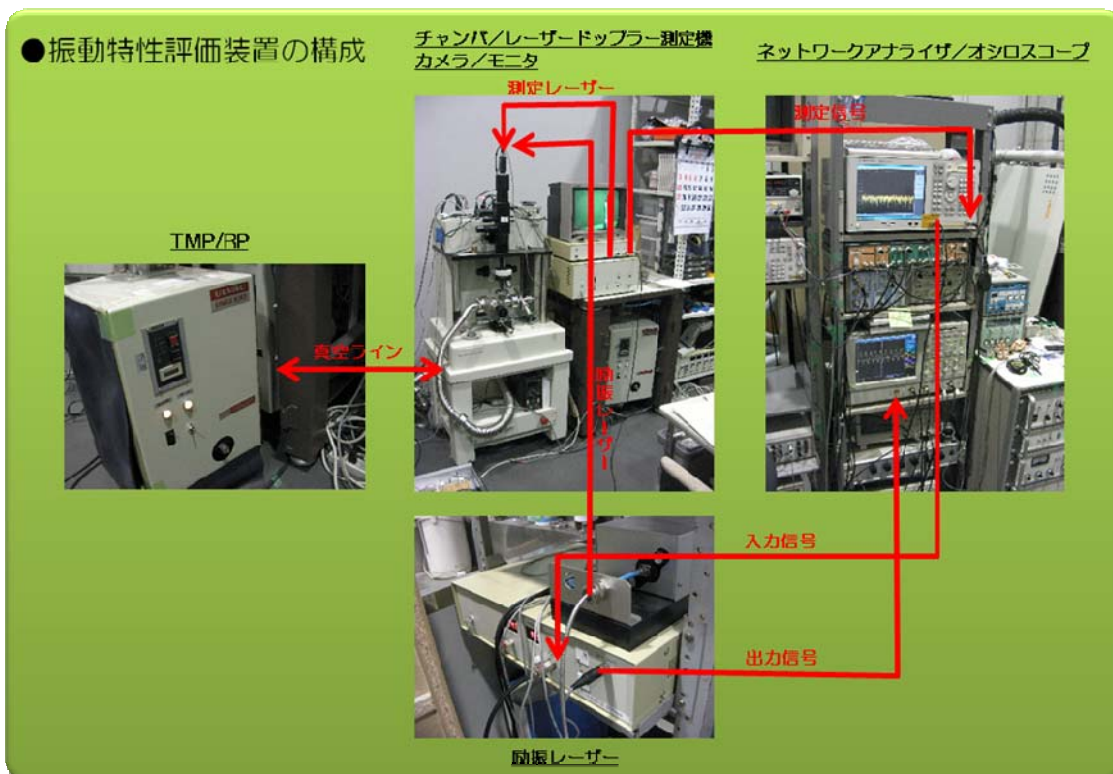 ●振動特性評価装置の構成
チャンバ/レーザードップラー測定機
カメラ/モニタ
ネットワークアナライザ/オシロスコープ
測定レーザー
測定信号
TMP/RP
真空ライン
励振レーザー
入力信号
出力信号
励振レーザー